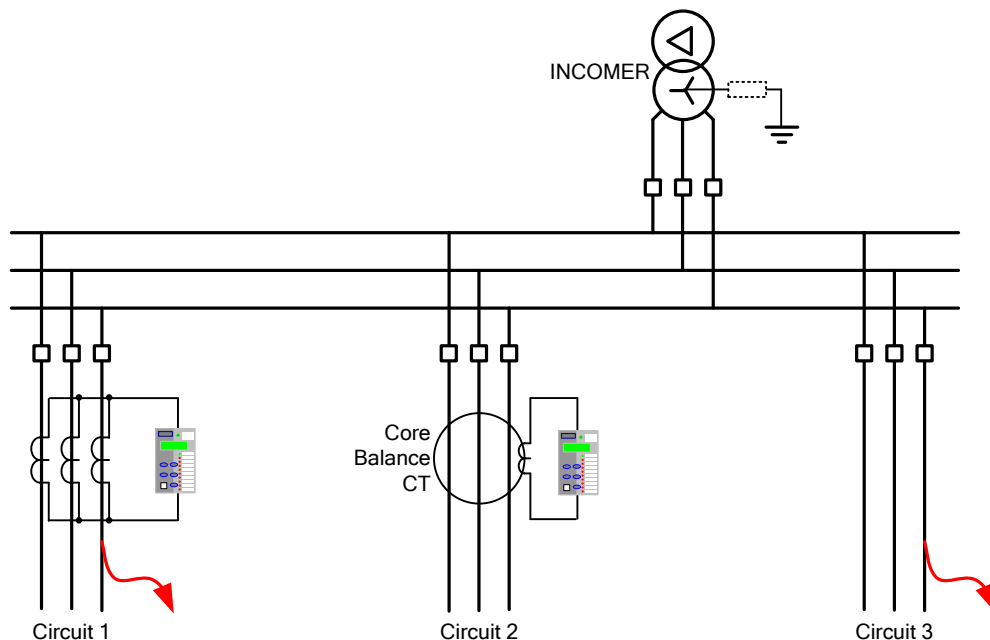 INCOMER
Core
Balance
CT
Circuit 1
Circuit 2
Circuit 3